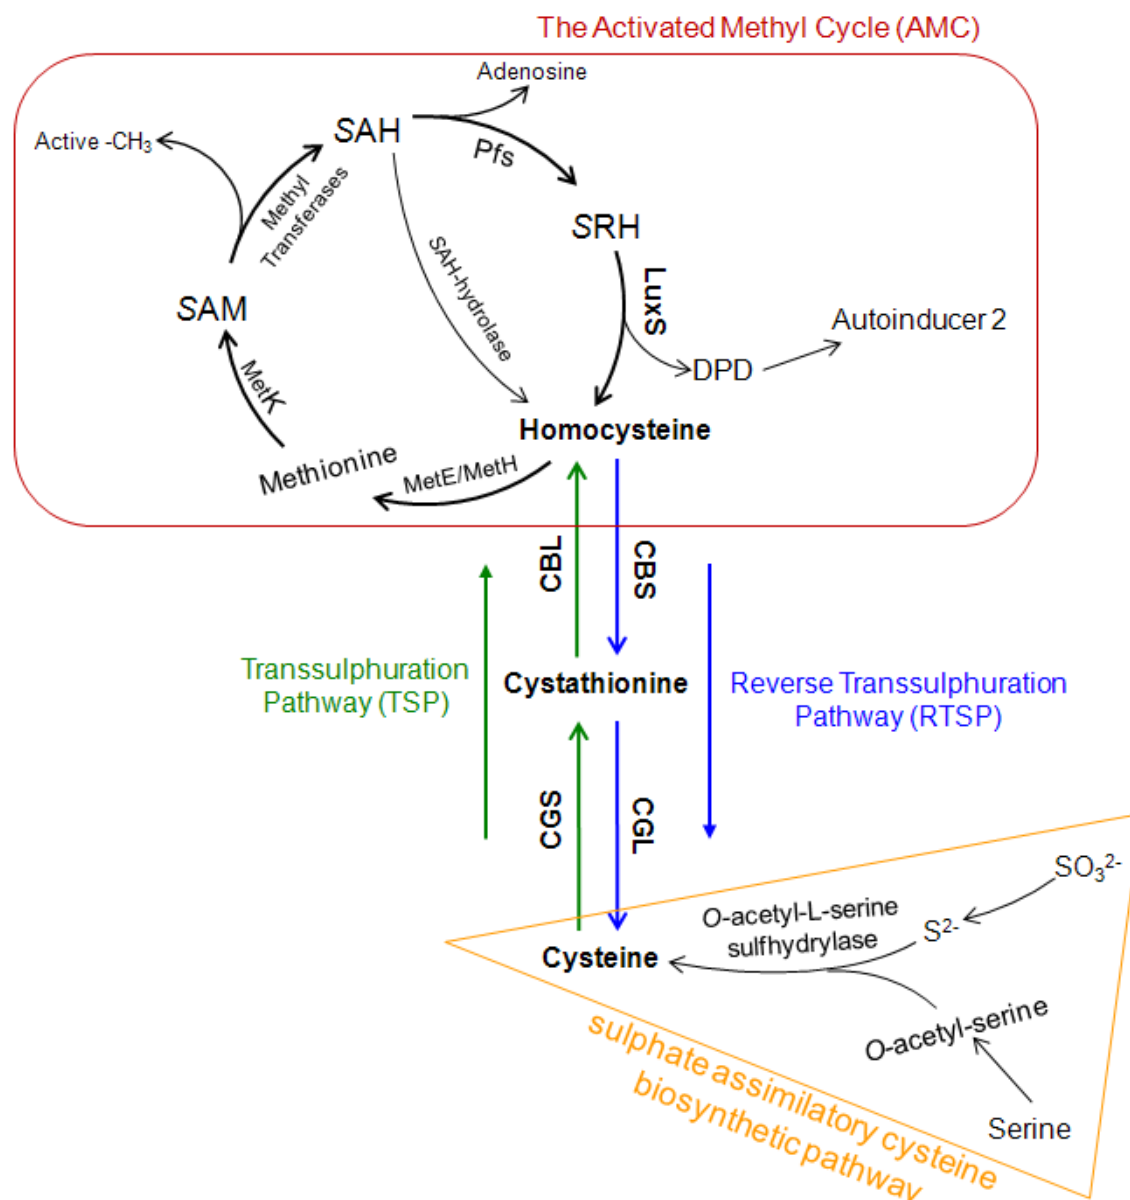 The Activated Methyl Cycle (AMC)
Adenosine
Active -CH₃
SAH
Pfs
Methyl
Transferases
SRH
SAH-hydrolase
LuxS
SAM
Autoinducer 2
DPD
MetK
Homocysteine
Methionine
MetE/MetH
CBL
CBS
Transsulphuration
Pathway (TSP)
Cystathionine
Reverse Transsulphuration
Pathway (RTSP)
CGS
CGL
SO₃²⁻
O-acetyl-L-serine
sulfhydrylase
S²⁻
Cysteine
O-acetyl-serine
Serine
sulphate assimilatory cysteine
biosynthetic pathway